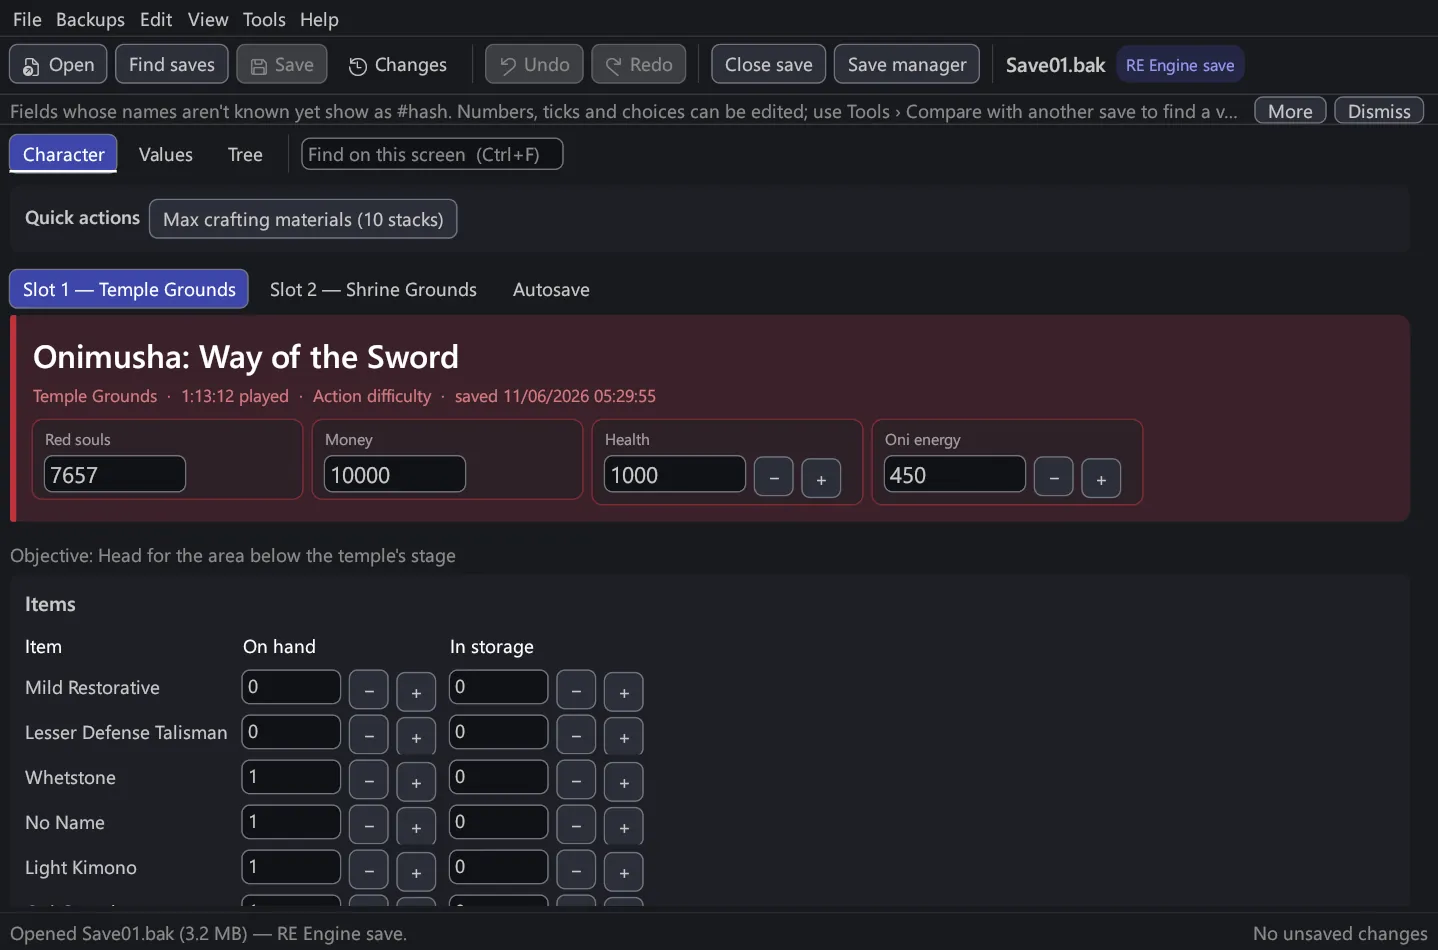 File Backups Edit View Tools Help
Open Find saves Save Changes Undo Redo Close save Save manager Save01.bak RE Engine save
Fields whose names aren't known yet show as #hash. Numbers, ticks and choices can be edited; use Tools › Compare with another save to find a v... More Dismiss
Character Values Tree Find on this screen (Ctrl+F)
Quick actions Max crafting materials (10 stacks)
Slot 1 — Temple Grounds Slot 2 — Shrine Grounds Autosave
Onimusha: Way of the Sword
Temple Grounds · 1:13:12 played · Action difficulty · saved 11/06/2026 05:29:55
Red souls Money Health Oni energy
7657 10000 1000 − + 450 − +
Objective: Head for the area below the temple's stage
Items
Item On hand In storage
Mild Restorative 0 − + 0 − +
Lesser Defense Talisman 0 − + 0 − +
Whetstone 1 − + 0 − +
No Name 1 − + 0 − +
Light Kimono 1 − + 0 − +
Opened Save01.bak (3.2 MB) — RE Engine save. No unsaved changes